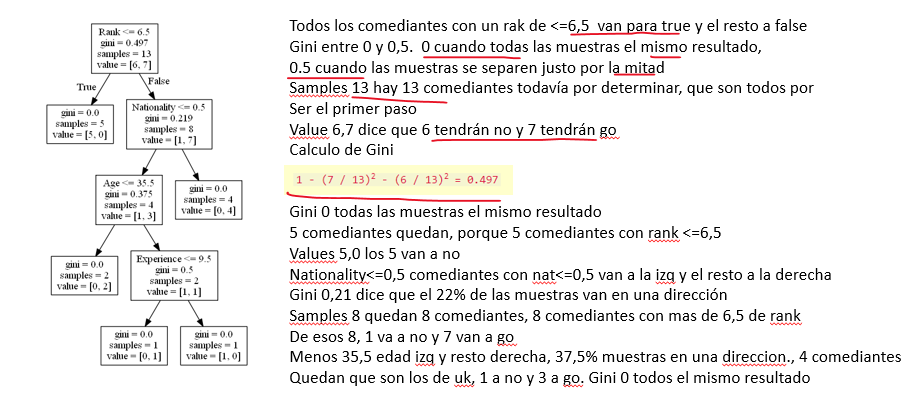 Rank <= 6.5
gini = 0.497
samples = 13
value = [6, 7]
True
False
gini = 0.0
samples = 5
value = [5, 0]
Nationality <= 0.5
gini = 0.219
samples = 8
value = [1, 7]
Age <= 35.5
gini = 0.375
samples = 4
value = [1, 3]
gini = 0.0
samples = 4
value = [0, 4]
gini = 0.0
samples = 2
value = [0, 2]
Experience <= 9.5
gini = 0.5
samples = 2
value = [1, 1]
gini = 0.0
samples = 1
value = [0, 1]
gini = 0.0
samples = 1
value = [1, 0]
Todos los comediantes con un rak de <=6,5 van para true y el resto a false
Gini entre 0 y 0,5. 0 cuando todas las muestras el mismo resultado,
0.5 cuando las muestras se separen justo por la mitad
Samples 13 hay 13 comediantes todavía por determinar, que son todos por
Ser el primer paso
Value 6,7 dice que 6 tendrán no y 7 tendrán go
Calculo de Gini
1 - (7 / 13)² - (6 / 13)² = 0.497
Gini 0 todas las muestras el mismo resultado
5 comediantes quedan, porque 5 comediantes con rank <=6,5
Values 5,0 los 5 van a no
Nationality<=0,5 comediantes con nat<=0,5 van a la izq y el resto a la derecha
Gini 0,21 dice que el 22% de las muestras van en una dirección
Samples 8 quedan 8 comediantes, 8 comediantes con mas de 6,5 de rank
De esos 8, 1 va a no y 7 van a go
Menos 35,5 edad izq y resto derecha, 37,5% muestras en una direccion., 4 comediantes
Quedan que son los de uk, 1 a no y 3 a go. Gini 0 todos el mismo resultado